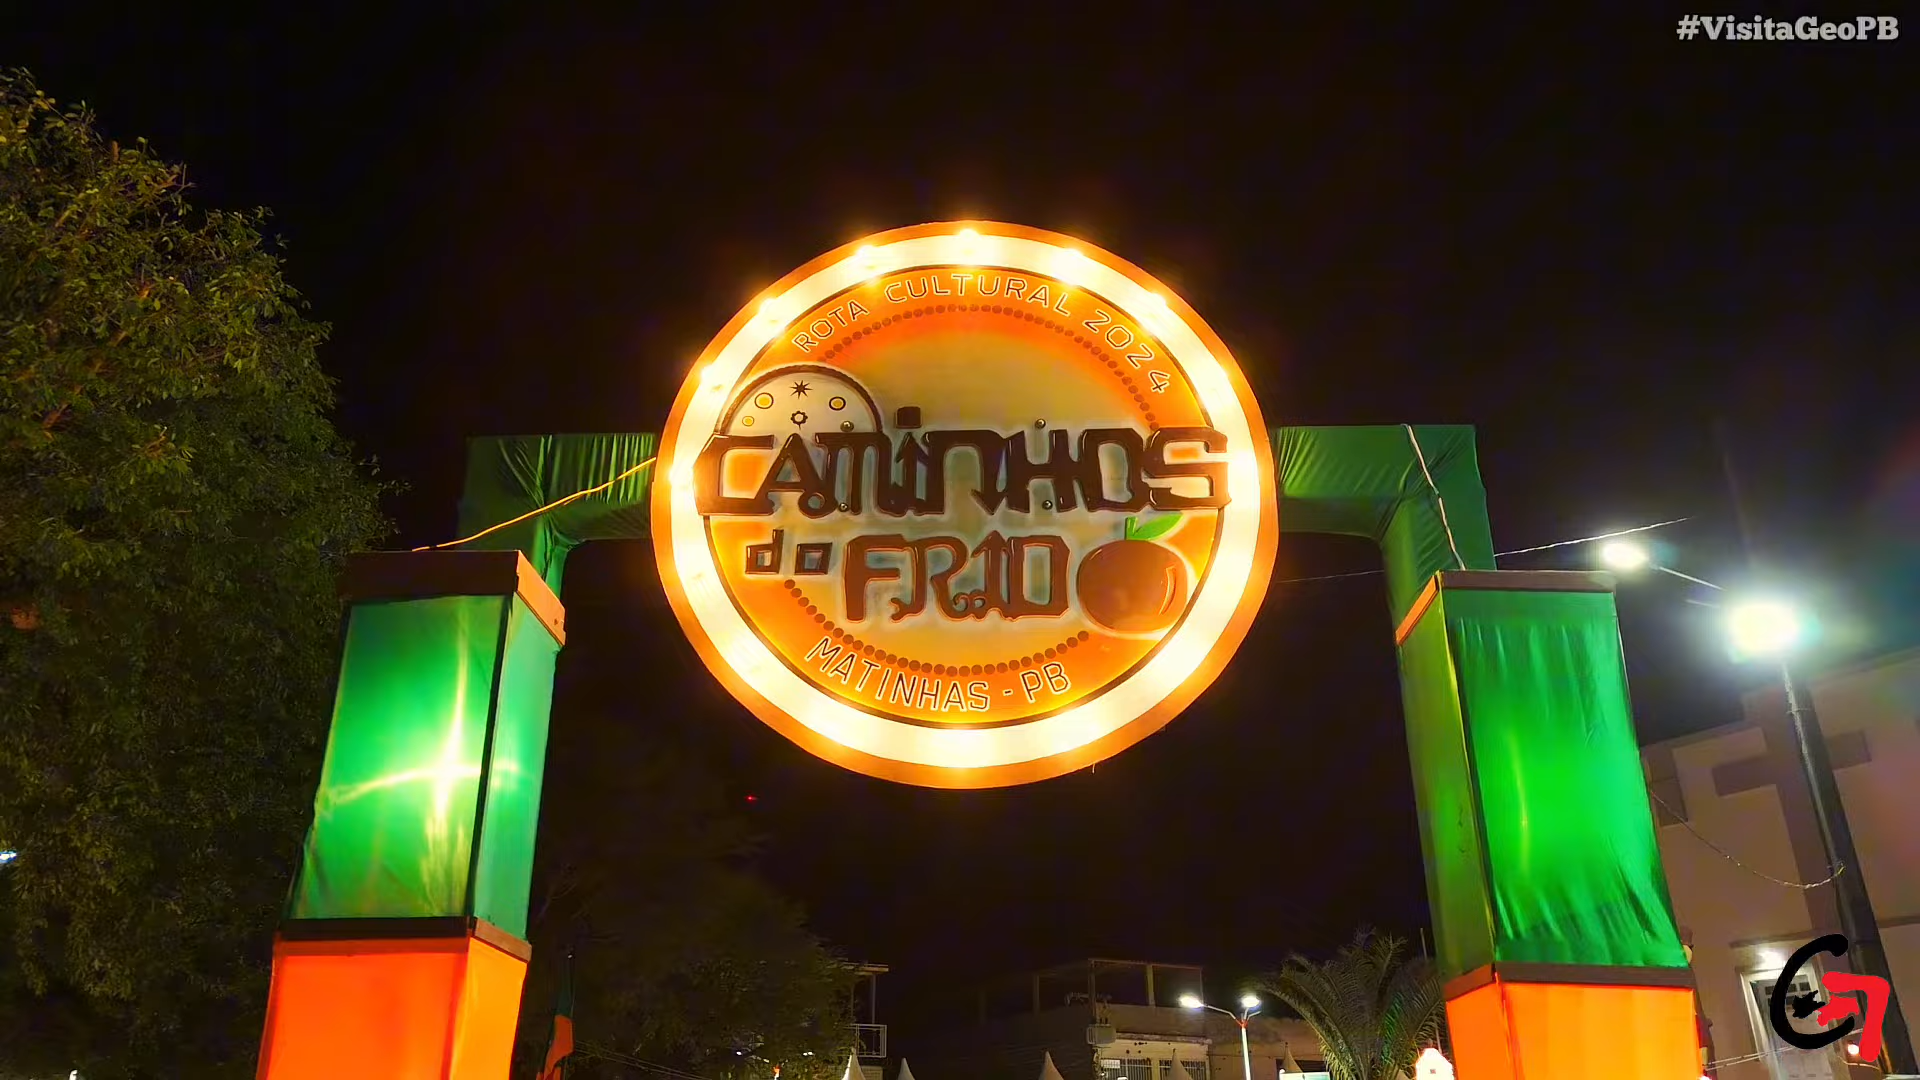 #VisitaGeoPB
ROTA CULTURAL 2024
CAMINHOS
do FRIO
MATINHAS - PB